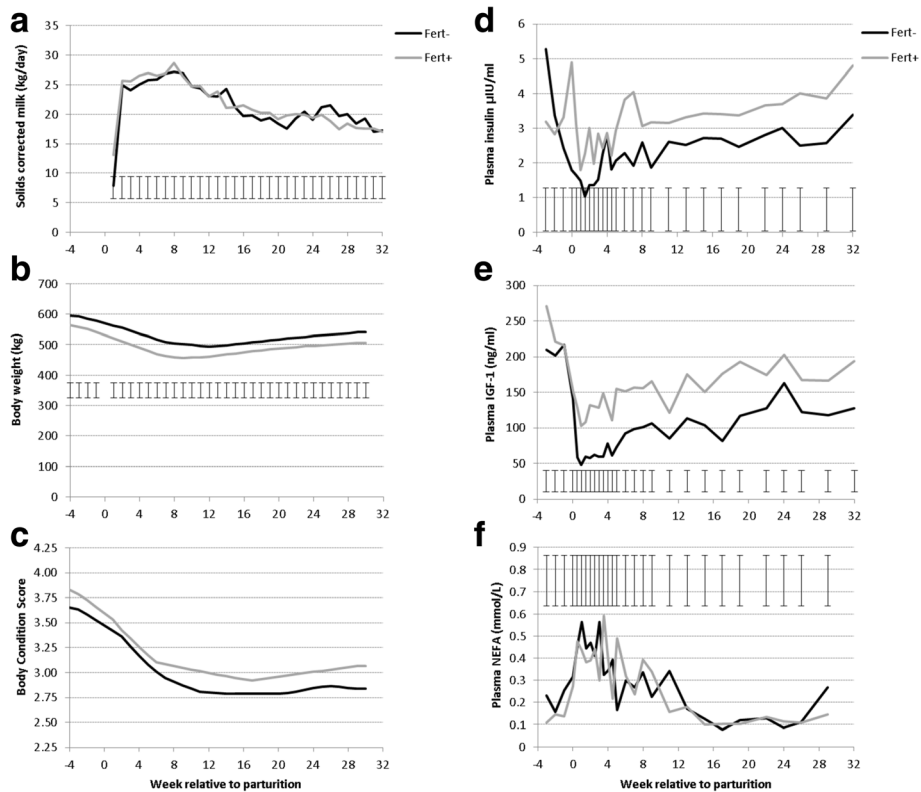 a
Solids corrected milk (kg/day)
35
30
25
20
15
10
5
0
-4 0 4 8 12 16 20 24 28 32
Fert-
Fert+
b
Body weight (kg)
700
600
500
400
300
200
100
0
-4 0 4 8 12 16 20 24 28 32
c
Body Condition Score
4.25
4.00
3.75
3.50
3.25
3.00
2.75
2.50
2.25
-4 0 4 8 12 16 20 24 28 32
Week relative to parturition
d
Plasma insulin µIU/ml
6
5
4
3
2
1
0
-4 0 4 8 12 16 20 24 28 32
Fert-
Fert+
e
Plasma IGF-1 (ng/ml)
300
250
200
150
100
50
0
-4 0 4 8 12 16 20 24 28 32
f
Plasma NEFA (mmol/L)
0.9
0.8
0.7
0.6
0.5
0.4
0.3
0.2
0.1
0
-4 0 4 8 12 16 20 24 28 32
Week relative to parturition